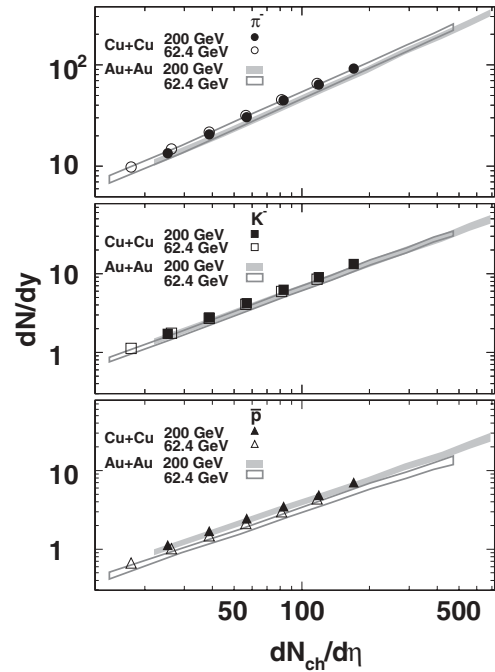 π⁻
Cu+Cu 200 GeV
62.4 GeV
Au+Au 200 GeV
62.4 GeV
10²
10
K⁻
Cu+Cu 200 GeV
62.4 GeV
Au+Au 200 GeV
62.4 GeV
10
1
dN/dy
p̅
Cu+Cu 200 GeV
62.4 GeV
Au+Au 200 GeV
62.4 GeV
10
1
50 100 500
dN_ch/dη